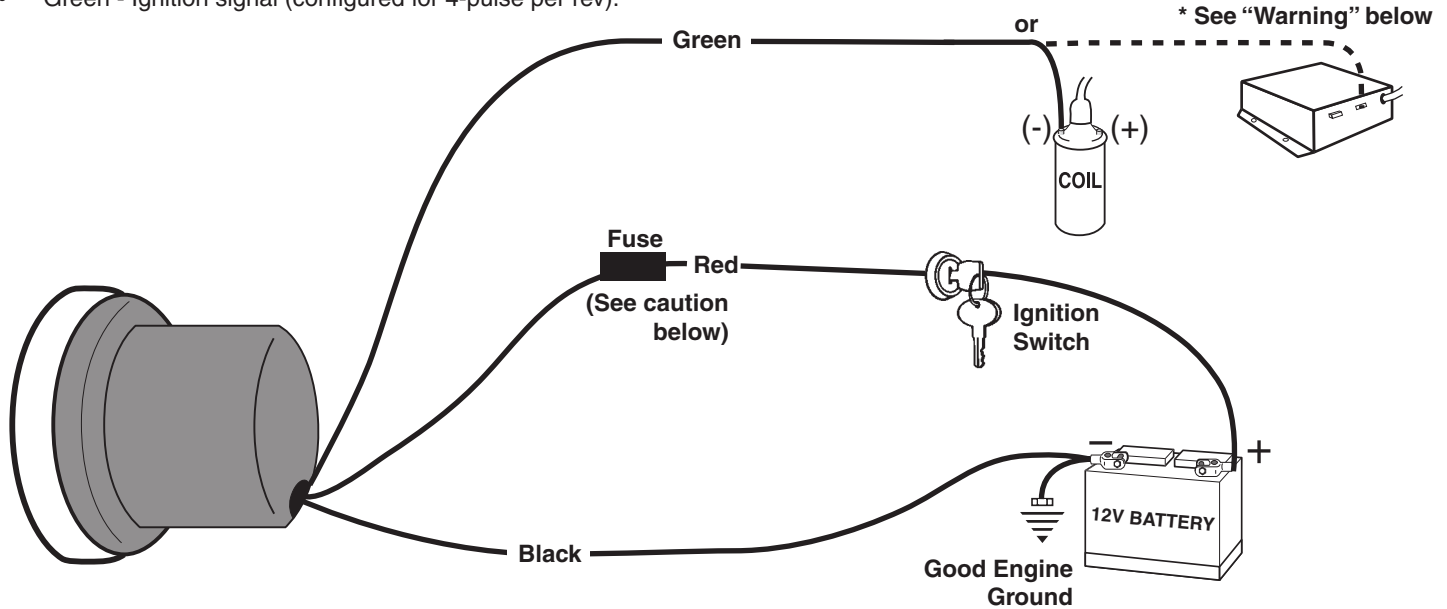 Green - Ignition signal (configured for 4-pulse per rev).
* See “Warning” below
or
Green
(-)
(+)
COIL
Fuse
Red
(See caution
below)
Ignition
Switch
–
+
12V BATTERY
Black
Good Engine
Ground